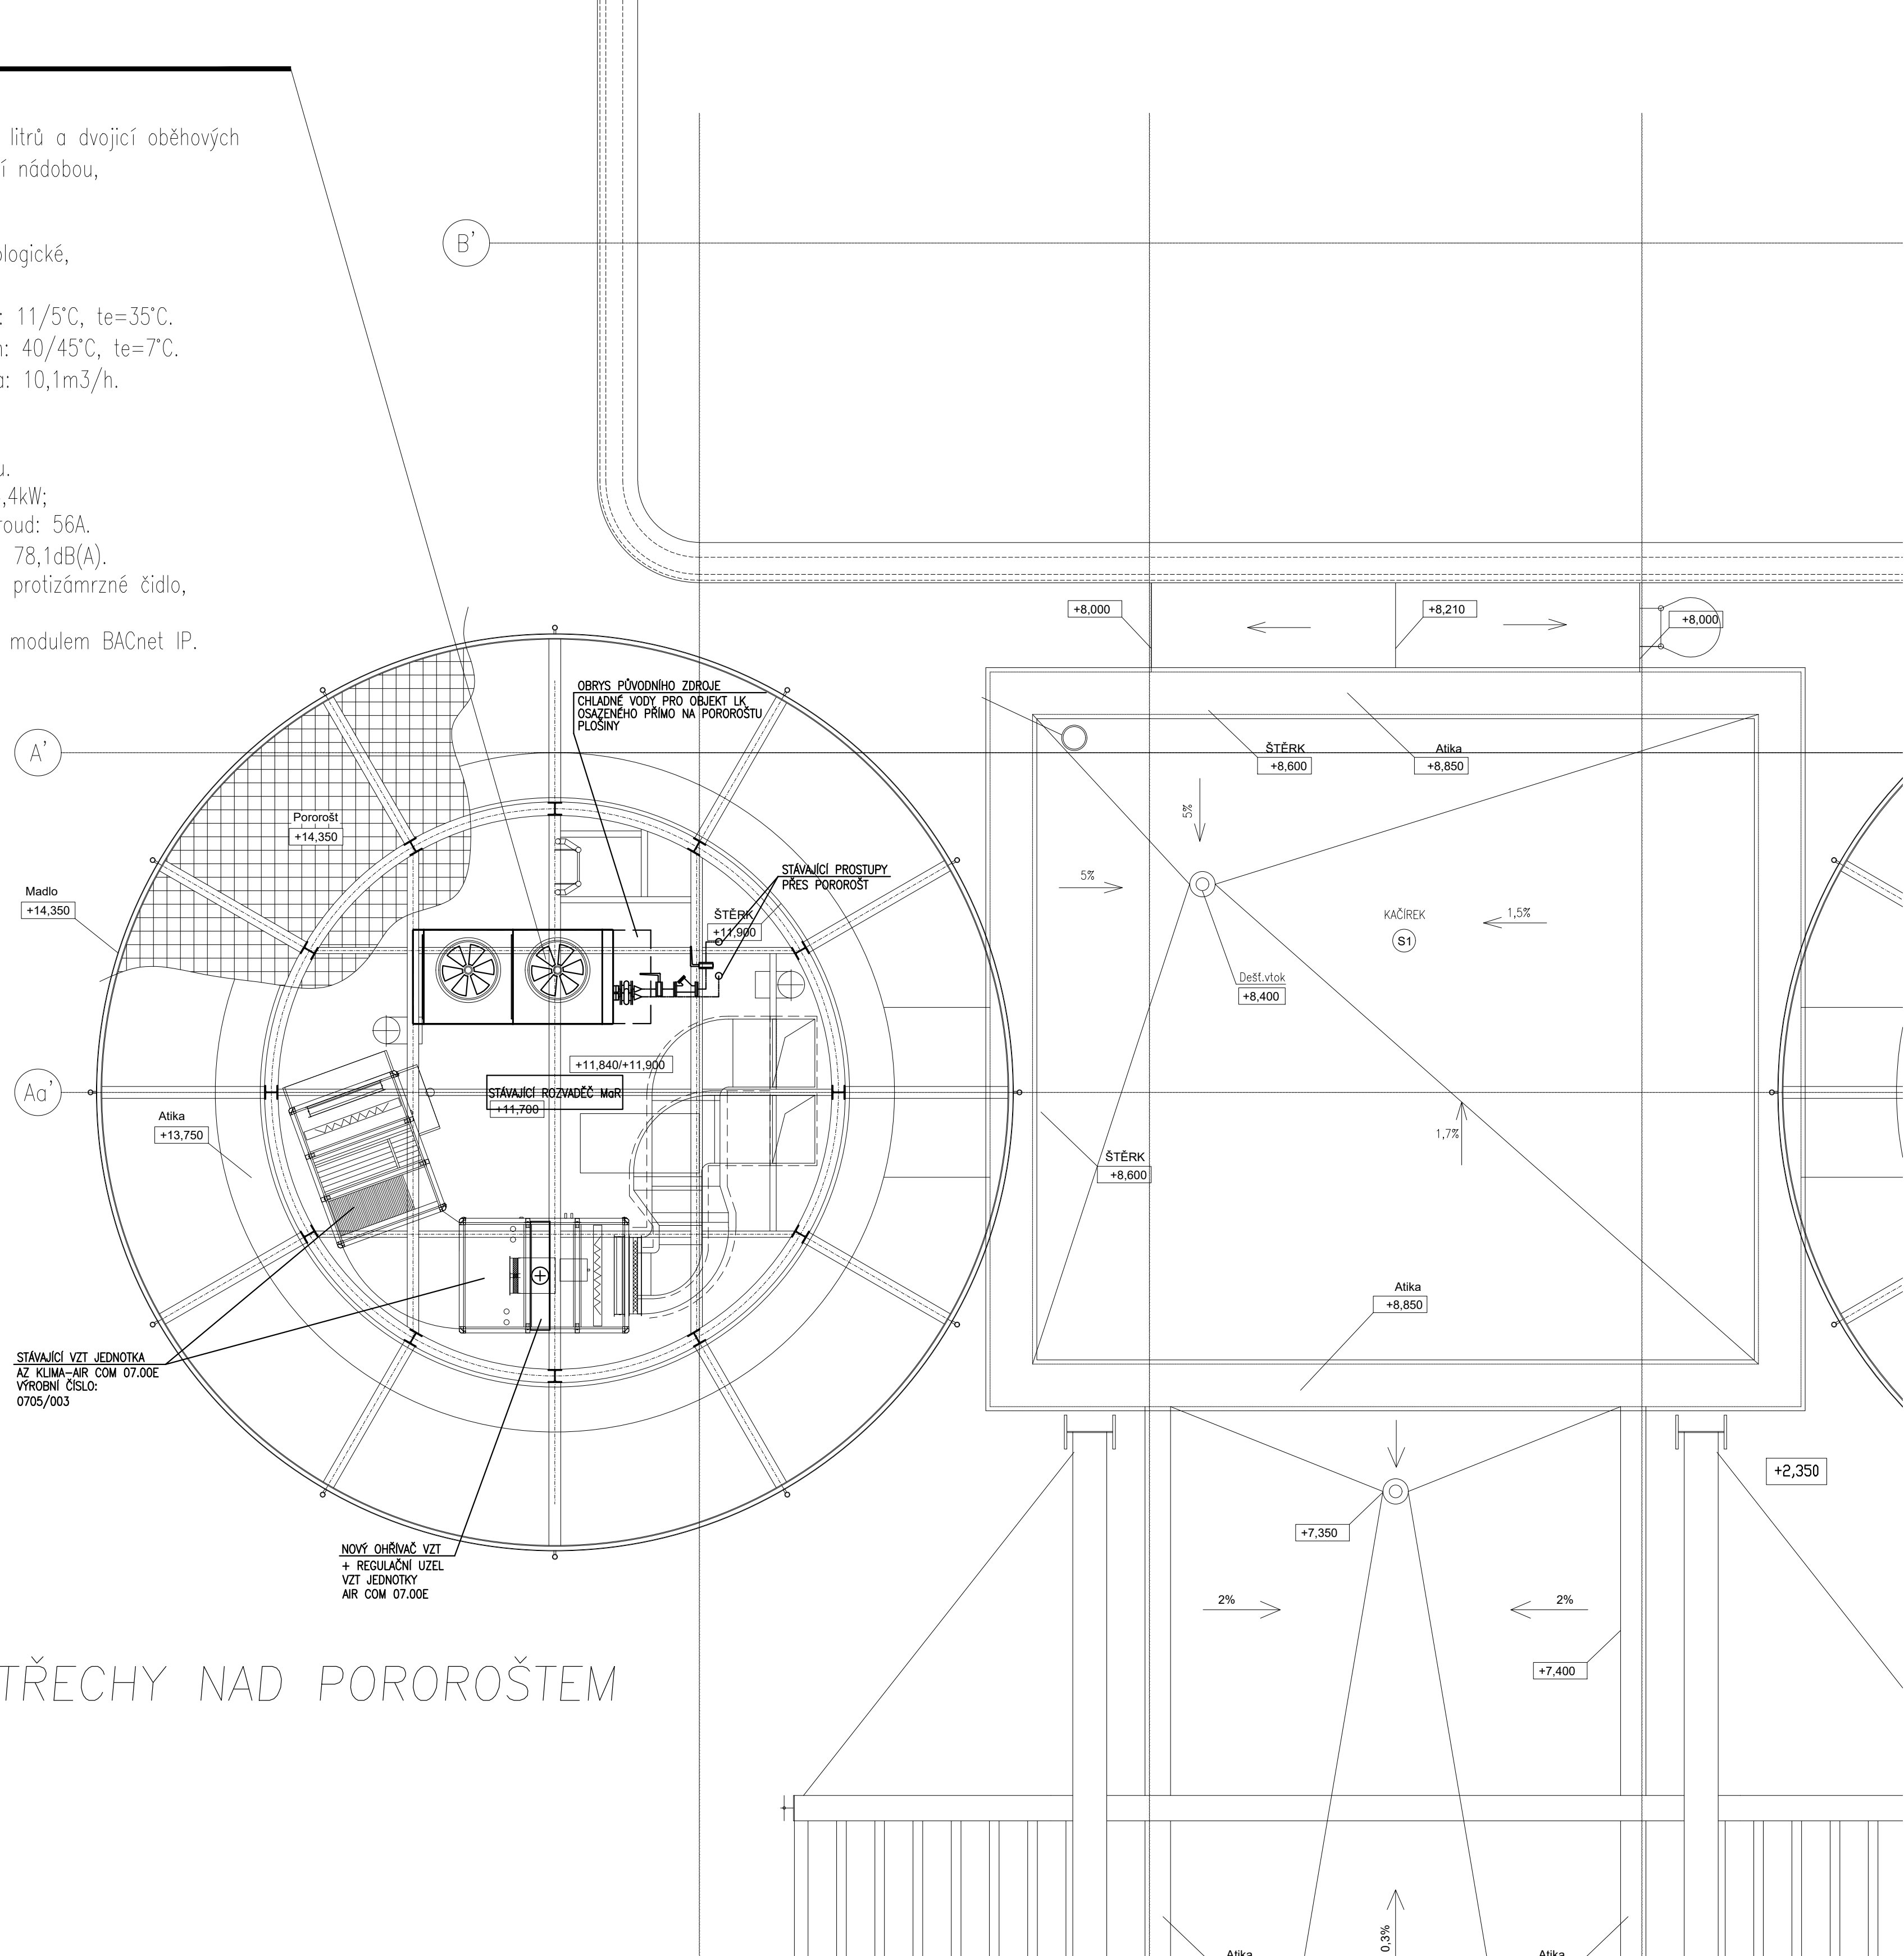 litrů a dvojicí oběhových
í nádobou,
ologické,
: 11/5°C, te=35°C.
: 40/45°C, te=7°C.
a: 10,1m3/h.
u.
,4kW;
roud: 56A.
78,1dB(A).
protizámrzné čidlo,
modulem BACnet IP.
B'
A'
Aa'
+8,000
+8,210
+8,000
OBRYS PŮVODNÍHO ZDROJE
CHLADNÉ VODY PRO OBJEKT LK
OSAZENÉHO PŘÍMO NA POROROŠTU
PLOŠINY
ŠTĚRK
+8,600
Atika
+8,850
Pororošt
+14,350
5%
5%
STÁVAJÍCÍ PROSTUPY
PŘES POROROŠT
Madlo
+14,350
ŠTĚRK
+11,900
KAČÍREK
S1
1,5%
Dešť.vtok
+8,400
+11,840/+11,900
STÁVAJÍCÍ ROZVADĚČ MaR
+11,700
Atika
+13,750
1,7%
ŠTĚRK
+8,600
Atika
+8,850
STÁVAJÍCÍ VZT JEDNOTKA
AZ KLIMA-AIR COM 07.00E
VÝROBNÍ ČÍSLO:
0705/003
+2,350
+7,350
NOVÝ OHŘÍVAČ VZT
+ REGULAČNÍ UZEL
VZT JEDNOTKY
AIR COM 07.00E
2%
2%
+7,400
TŘECHY NAD POROROŠTEM
0,3%
Atika
Atika